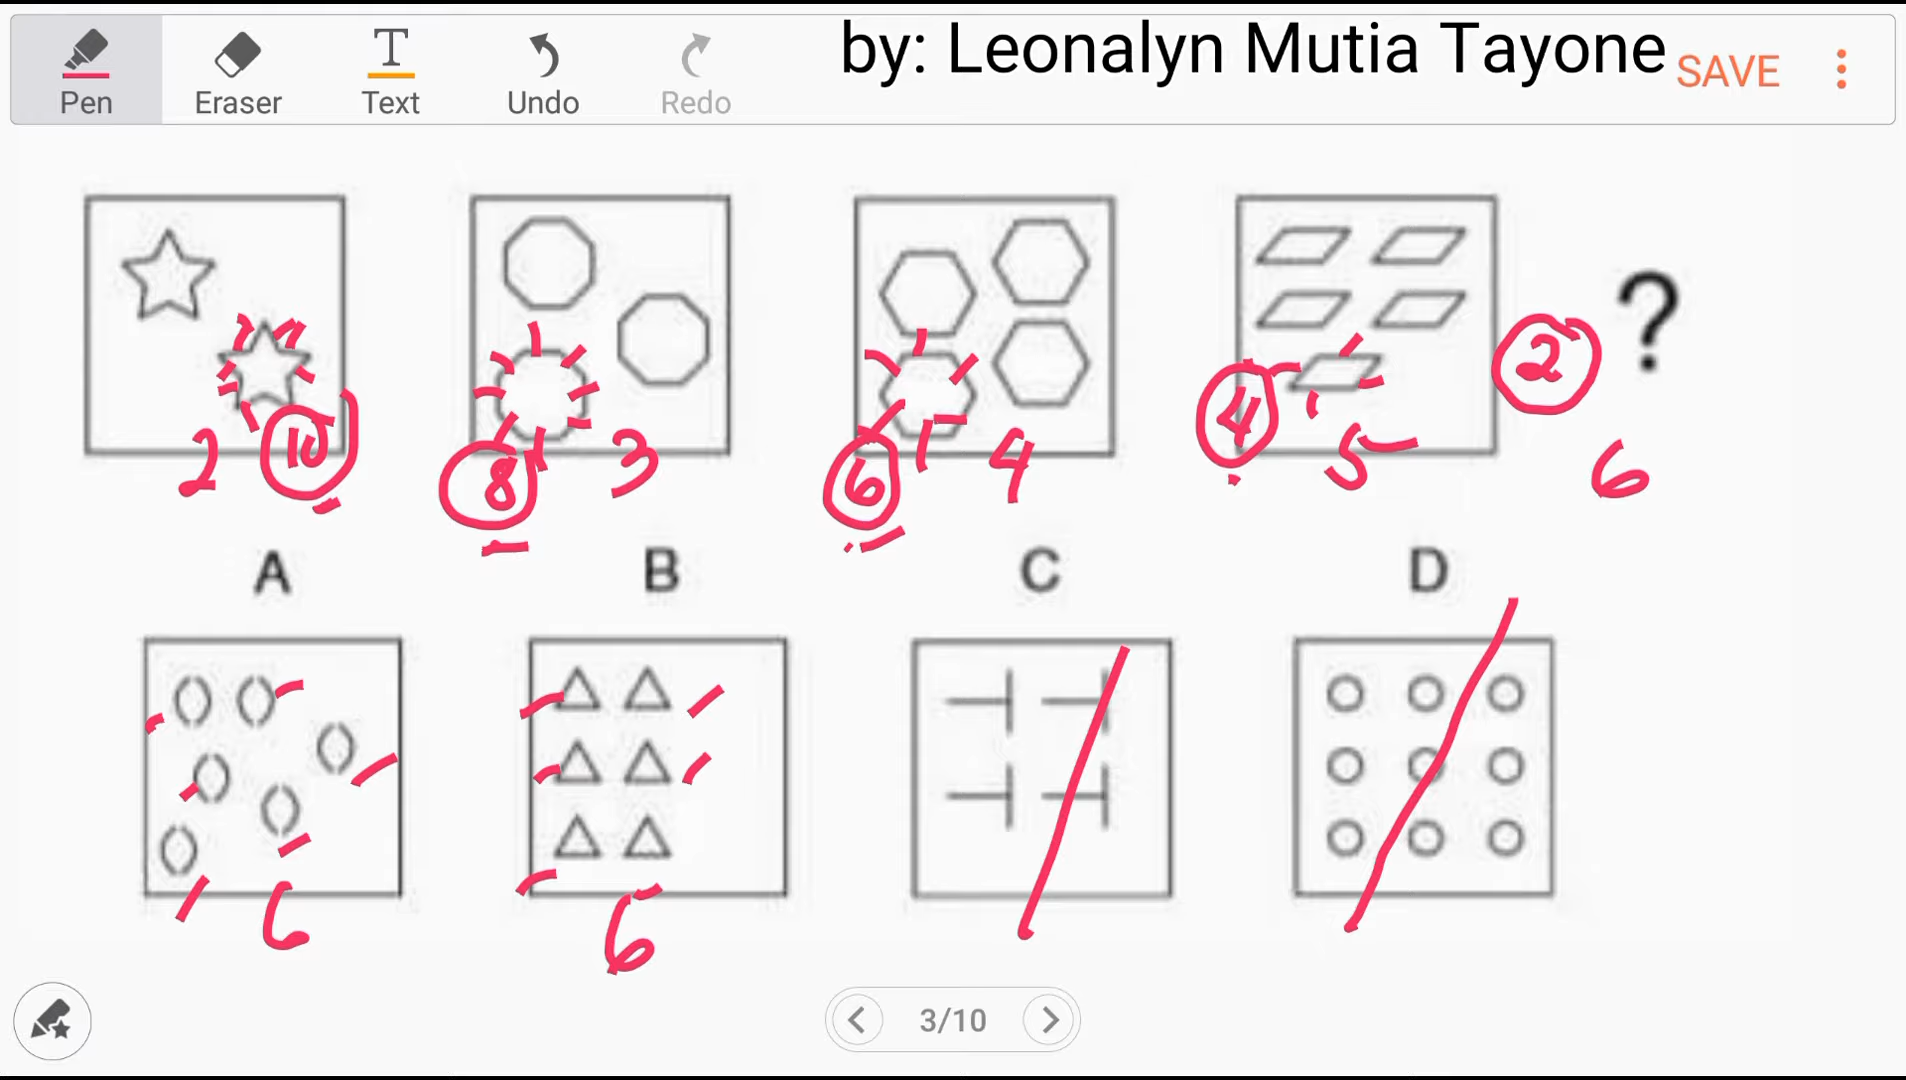 by: Leonalyn Mutia Tayone
Pen Eraser Text Undo Redo SAVE
?
2 10 8 3 6 4 4 5 2 6
A B C D
6 6
3/10